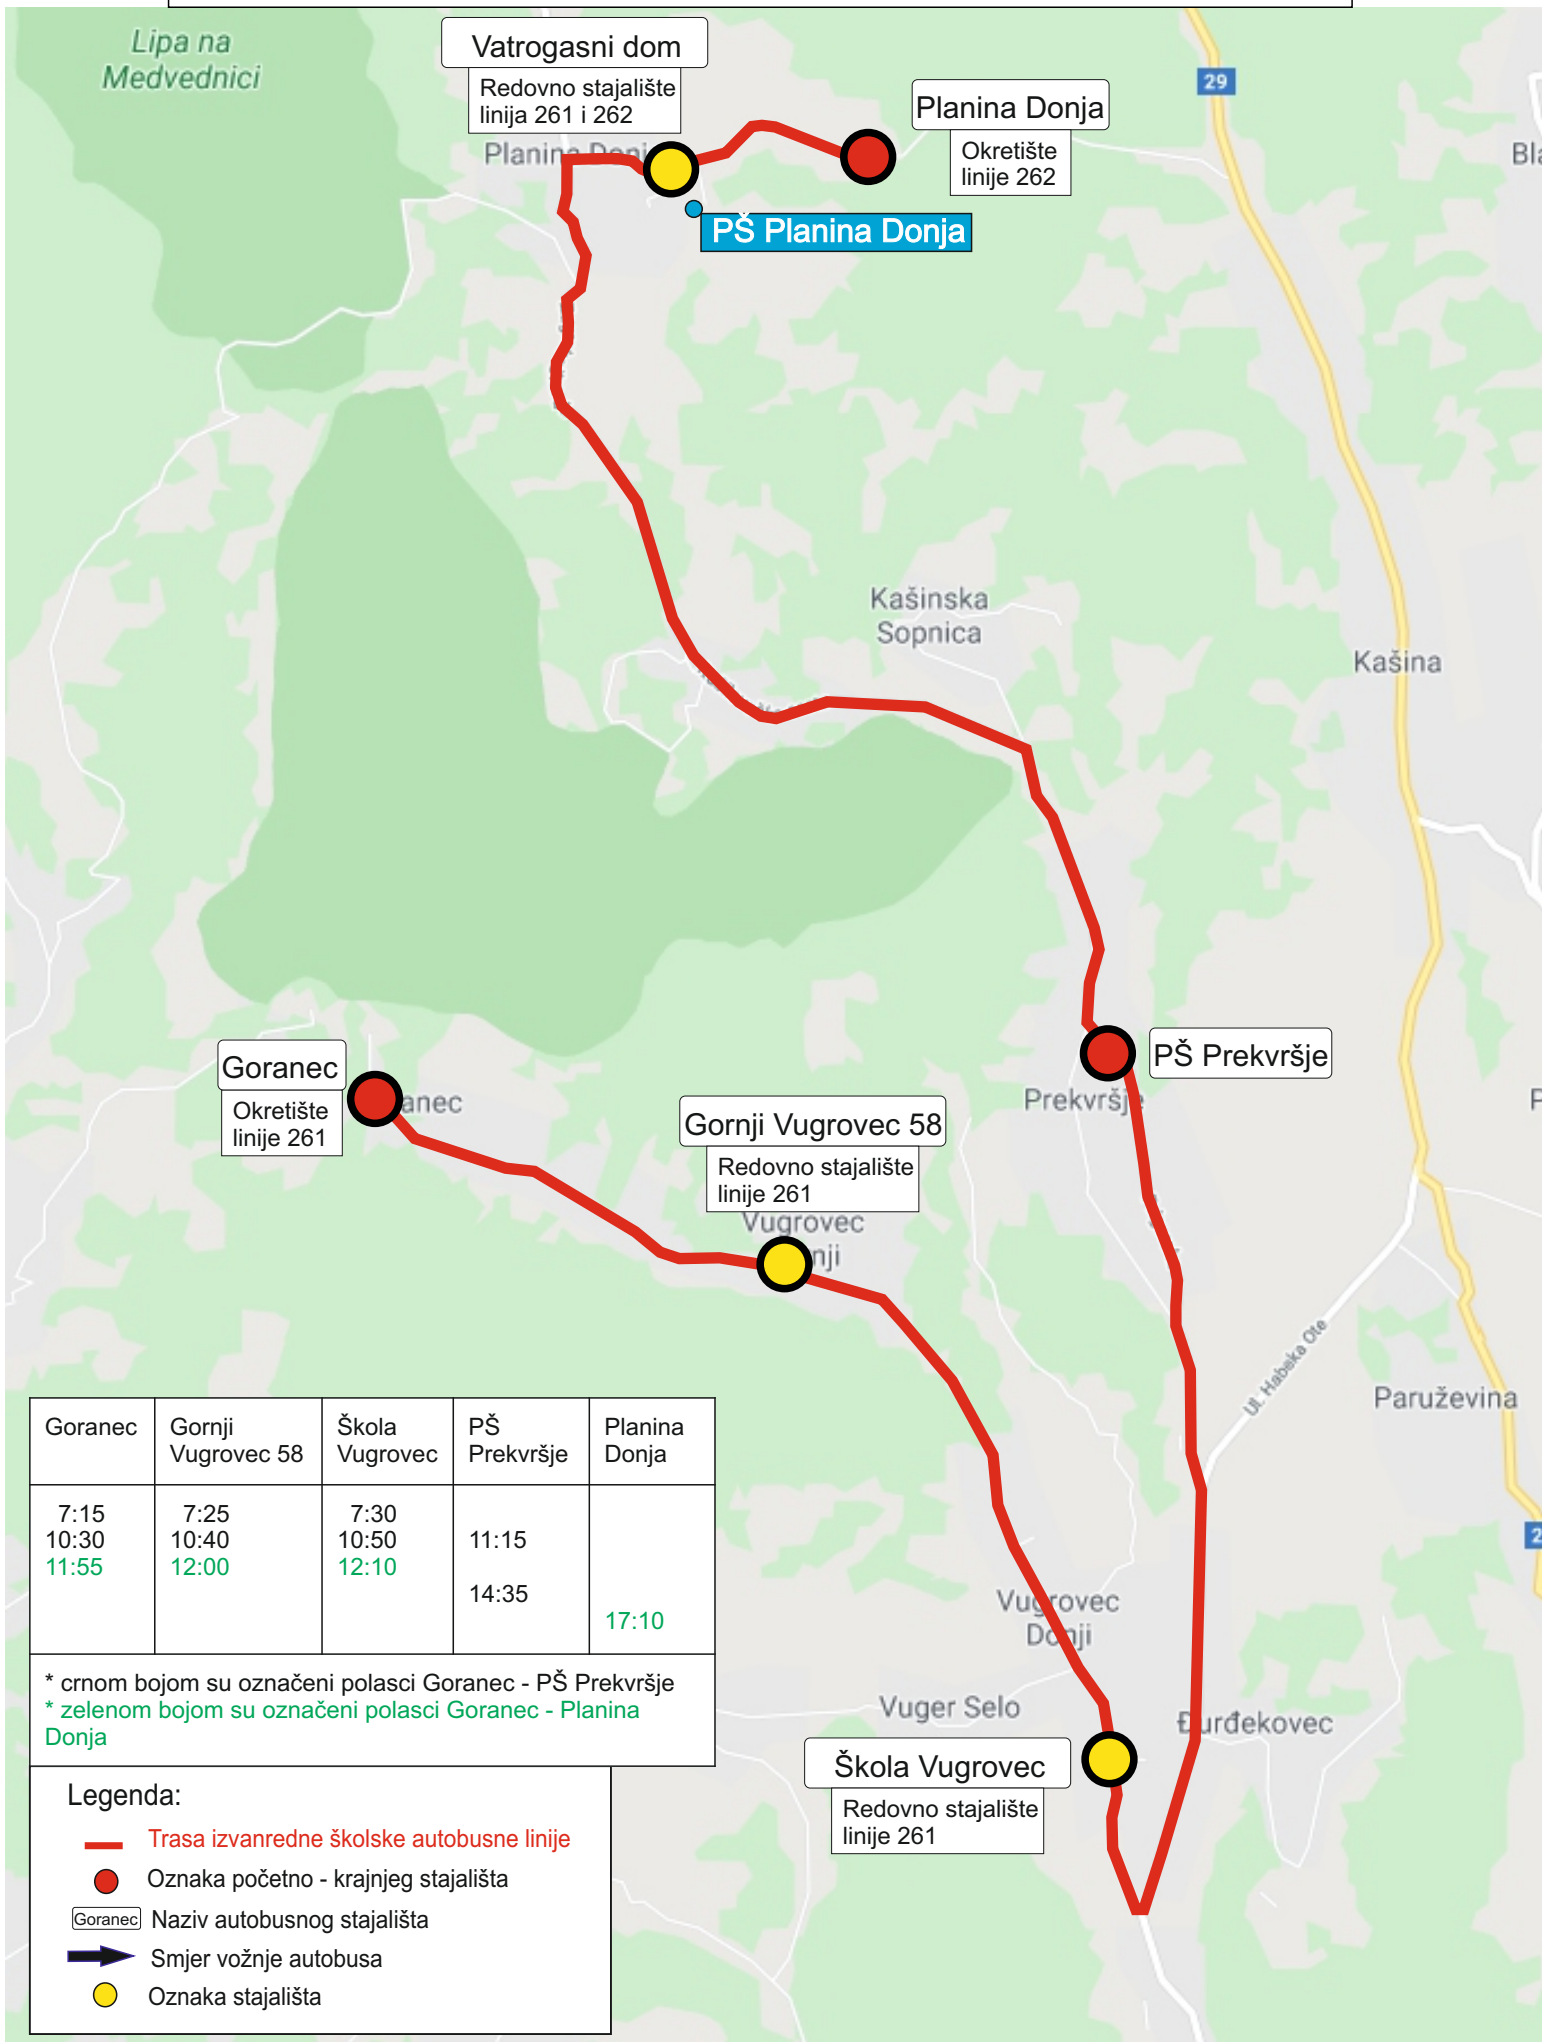 Lipa na
Medvednici
Vatrogasni dom
Redovno stajalište
linija 261 i 262
Planina Donja
Okretište
linije 262
29
PŠ Planina Donja
Kašinska
Sopnica
Kašina
Goranec
Okretište
linije 261
PŠ Prekvršje
Prekvršje
Gornji Vugrovec 58
Redovno stajalište
linije 261
Vugrovec
Ul. Habeka Ote
Paruževina
Goranec
Gornji
Vugrovec 58
Škola
Vugrovec
PŠ
Prekvršje
Planina
Donja
7:15 7:25 7:30
10:30 10:40 10:50 11:15
11:55 12:00 12:10
14:35
17:10
* crnom bojom su označeni polasci Goranec - PŠ Prekvršje
* zelenom bojom su označeni polasci Goranec - Planina
Donja
Vugrovec
Donji
Vuger Selo
Đurđekovec
Škola Vugrovec
Redovno stajalište
linije 261
Legenda:
Trasa izvanredne školske autobusne linije
Oznaka početno - krajnjeg stajališta
Goranec Naziv autobusnog stajališta
Smjer vožnje autobusa
Oznaka stajališta